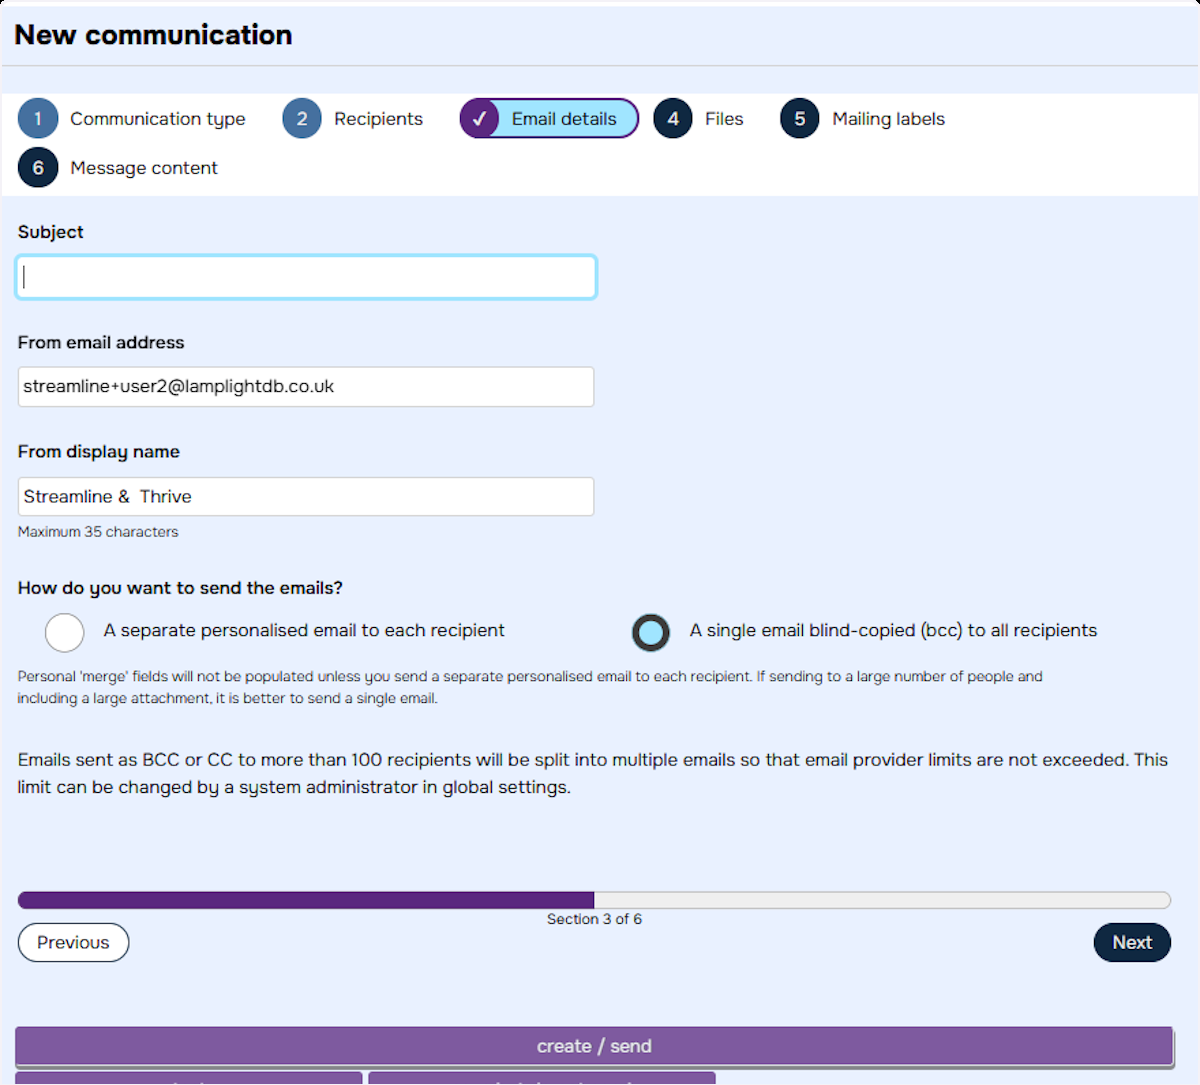 New communication
1 Communication type 2 Recipients ✓ Email details 4 Files 5 Mailing labels
6 Message content
Subject
From email address
streamline+user2@lamplightdb.co.uk
From display name
Streamline &  Thrive
Maximum 35 characters
How do you want to send the emails?
A separate personalised email to each recipient A single email blind-copied (bcc) to all recipients
Personal 'merge' fields will not be populated unless you send a separate personalised email to each recipient. If sending to a large number of people and
including a large attachment, it is better to send a single email.
Emails sent as BCC or CC to more than 100 recipients will be split into multiple emails so that email provider limits are not exceeded. This
limit can be changed by a system administrator in global settings.
Section 3 of 6
Previous Next
create / send